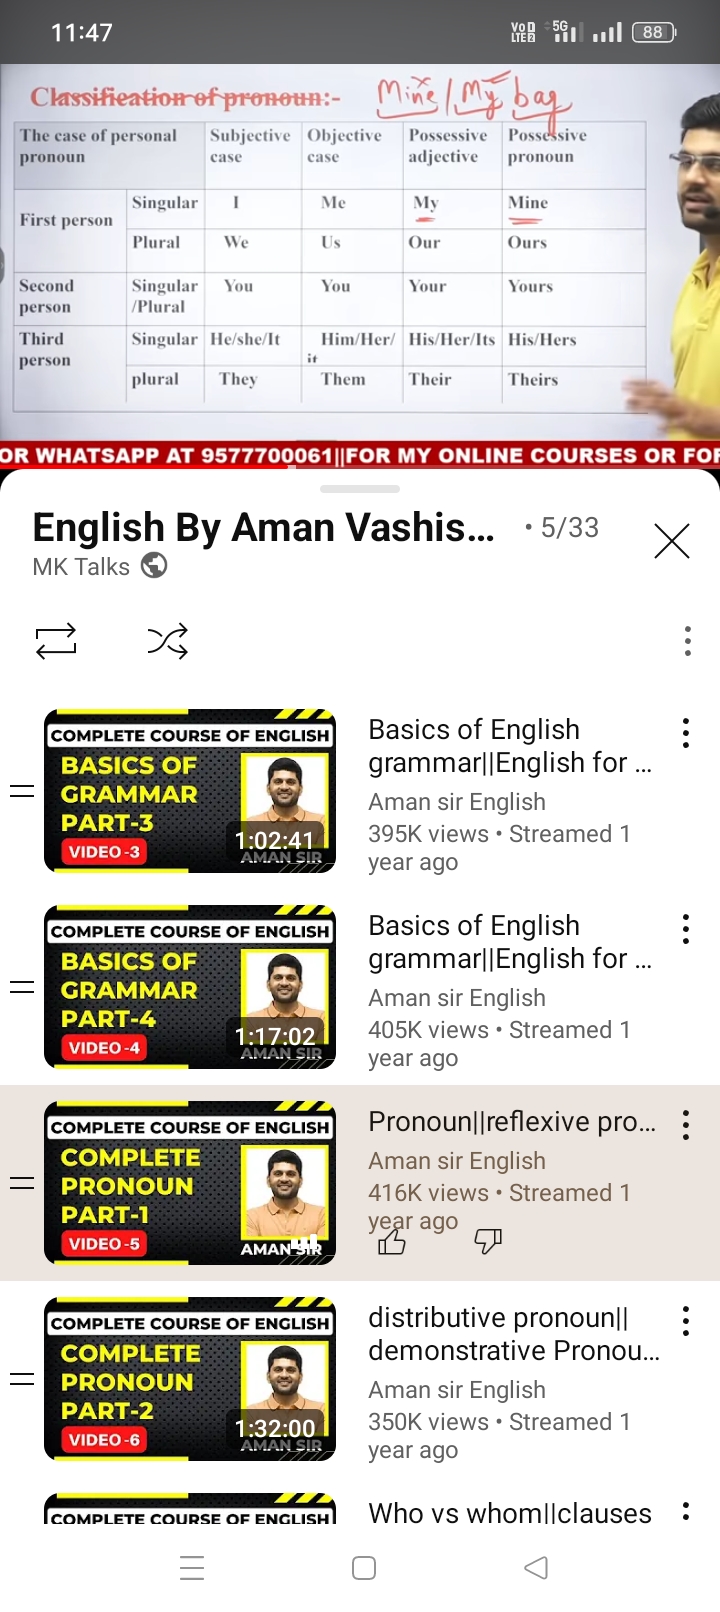 11:47
VoD
LTE2
5G
88
Classification of pronoun:-
Mine / My bag
The case of personal pronoun
Subjective case
Objective case
Possessive adjective
Possessive pronoun
First person
Singular
I
Me
My
Mine
Plural
We
Us
Our
Ours
Second person
Singular /Plural
You
You
Your
Yours
Third person
Singular
He/she/It
Him/Her/ it
His/Her/Its
His/Hers
plural
They
Them
Their
Theirs
OR WHATSAPP AT 9577700061||FOR MY ONLINE COURSES OR FOR
English By Aman Vashis... • 5/33
MK Talks
COMPLETE COURSE OF ENGLISH
BASICS OF
GRAMMAR
PART-3
VIDEO -3
1:02:41
AMAN SIR
Basics of English
grammar||English for ...
Aman sir English
395K views • Streamed 1
year ago
COMPLETE COURSE OF ENGLISH
BASICS OF
GRAMMAR
PART-4
VIDEO -4
1:17:02
AMAN SIR
Basics of English
grammar||English for ...
Aman sir English
405K views • Streamed 1
year ago
COMPLETE COURSE OF ENGLISH
COMPLETE
PRONOUN
PART-1
VIDEO -5
AMAN SIR
Pronoun||reflexive pro...
Aman sir English
416K views • Streamed 1
year ago
COMPLETE COURSE OF ENGLISH
COMPLETE
PRONOUN
PART-2
VIDEO -6
1:32:00
AMAN SIR
distributive pronoun||
demonstrative Pronou...
Aman sir English
350K views • Streamed 1
year ago
COMPLETE COURSE OF ENGLISH
Who vs whom||clauses